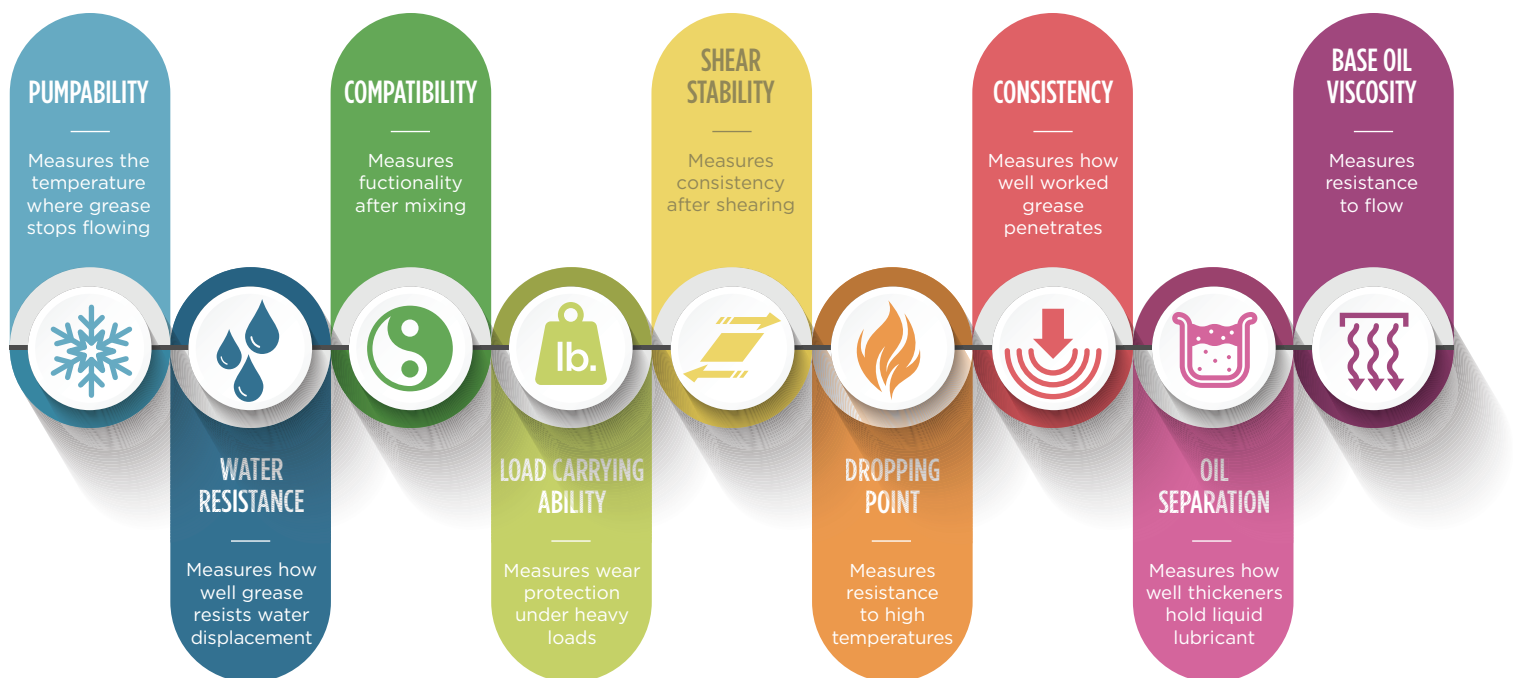 PUMPABILITY
Measures the
temperature
where grease
stops flowing
WATER
RESISTANCE
Measures how
well grease
resists water
displacement
COMPATIBILITY
Measures
fuctionality
after mixing
lb.
LOAD CARRYING
ABILITY
Measures wear
protection
under heavy
loads
SHEAR
STABILITY
Measures
consistency
after shearing
DROPPING
POINT
Measures
resistance
to high
temperatures
CONSISTENCY
Measures how
well worked
grease
penetrates
OIL
SEPARATION
Measures how
well thickeners
hold liquid
lubricant
BASE OIL
VISCOSITY
Measures
resistance
to flow